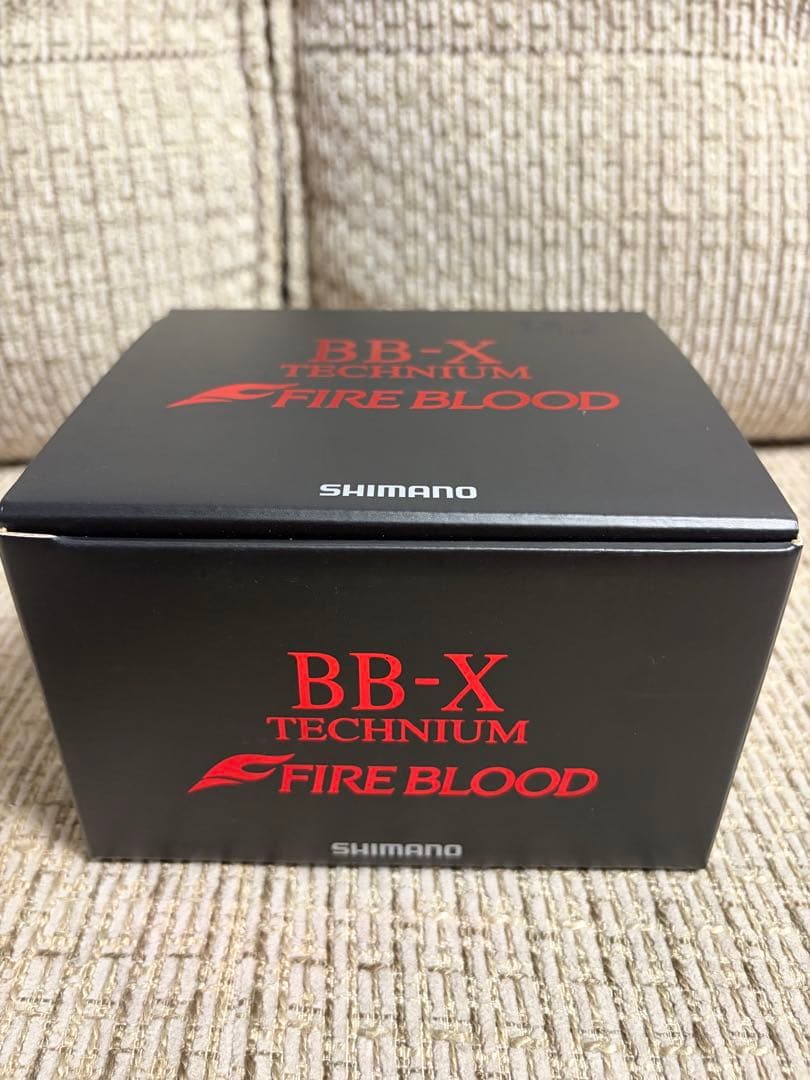 BB-X
TECHNIUM
FIRE BLOOD
SHIMANO
BB-X
TECHNIUM
FIRE BLOOD
SHIMANO